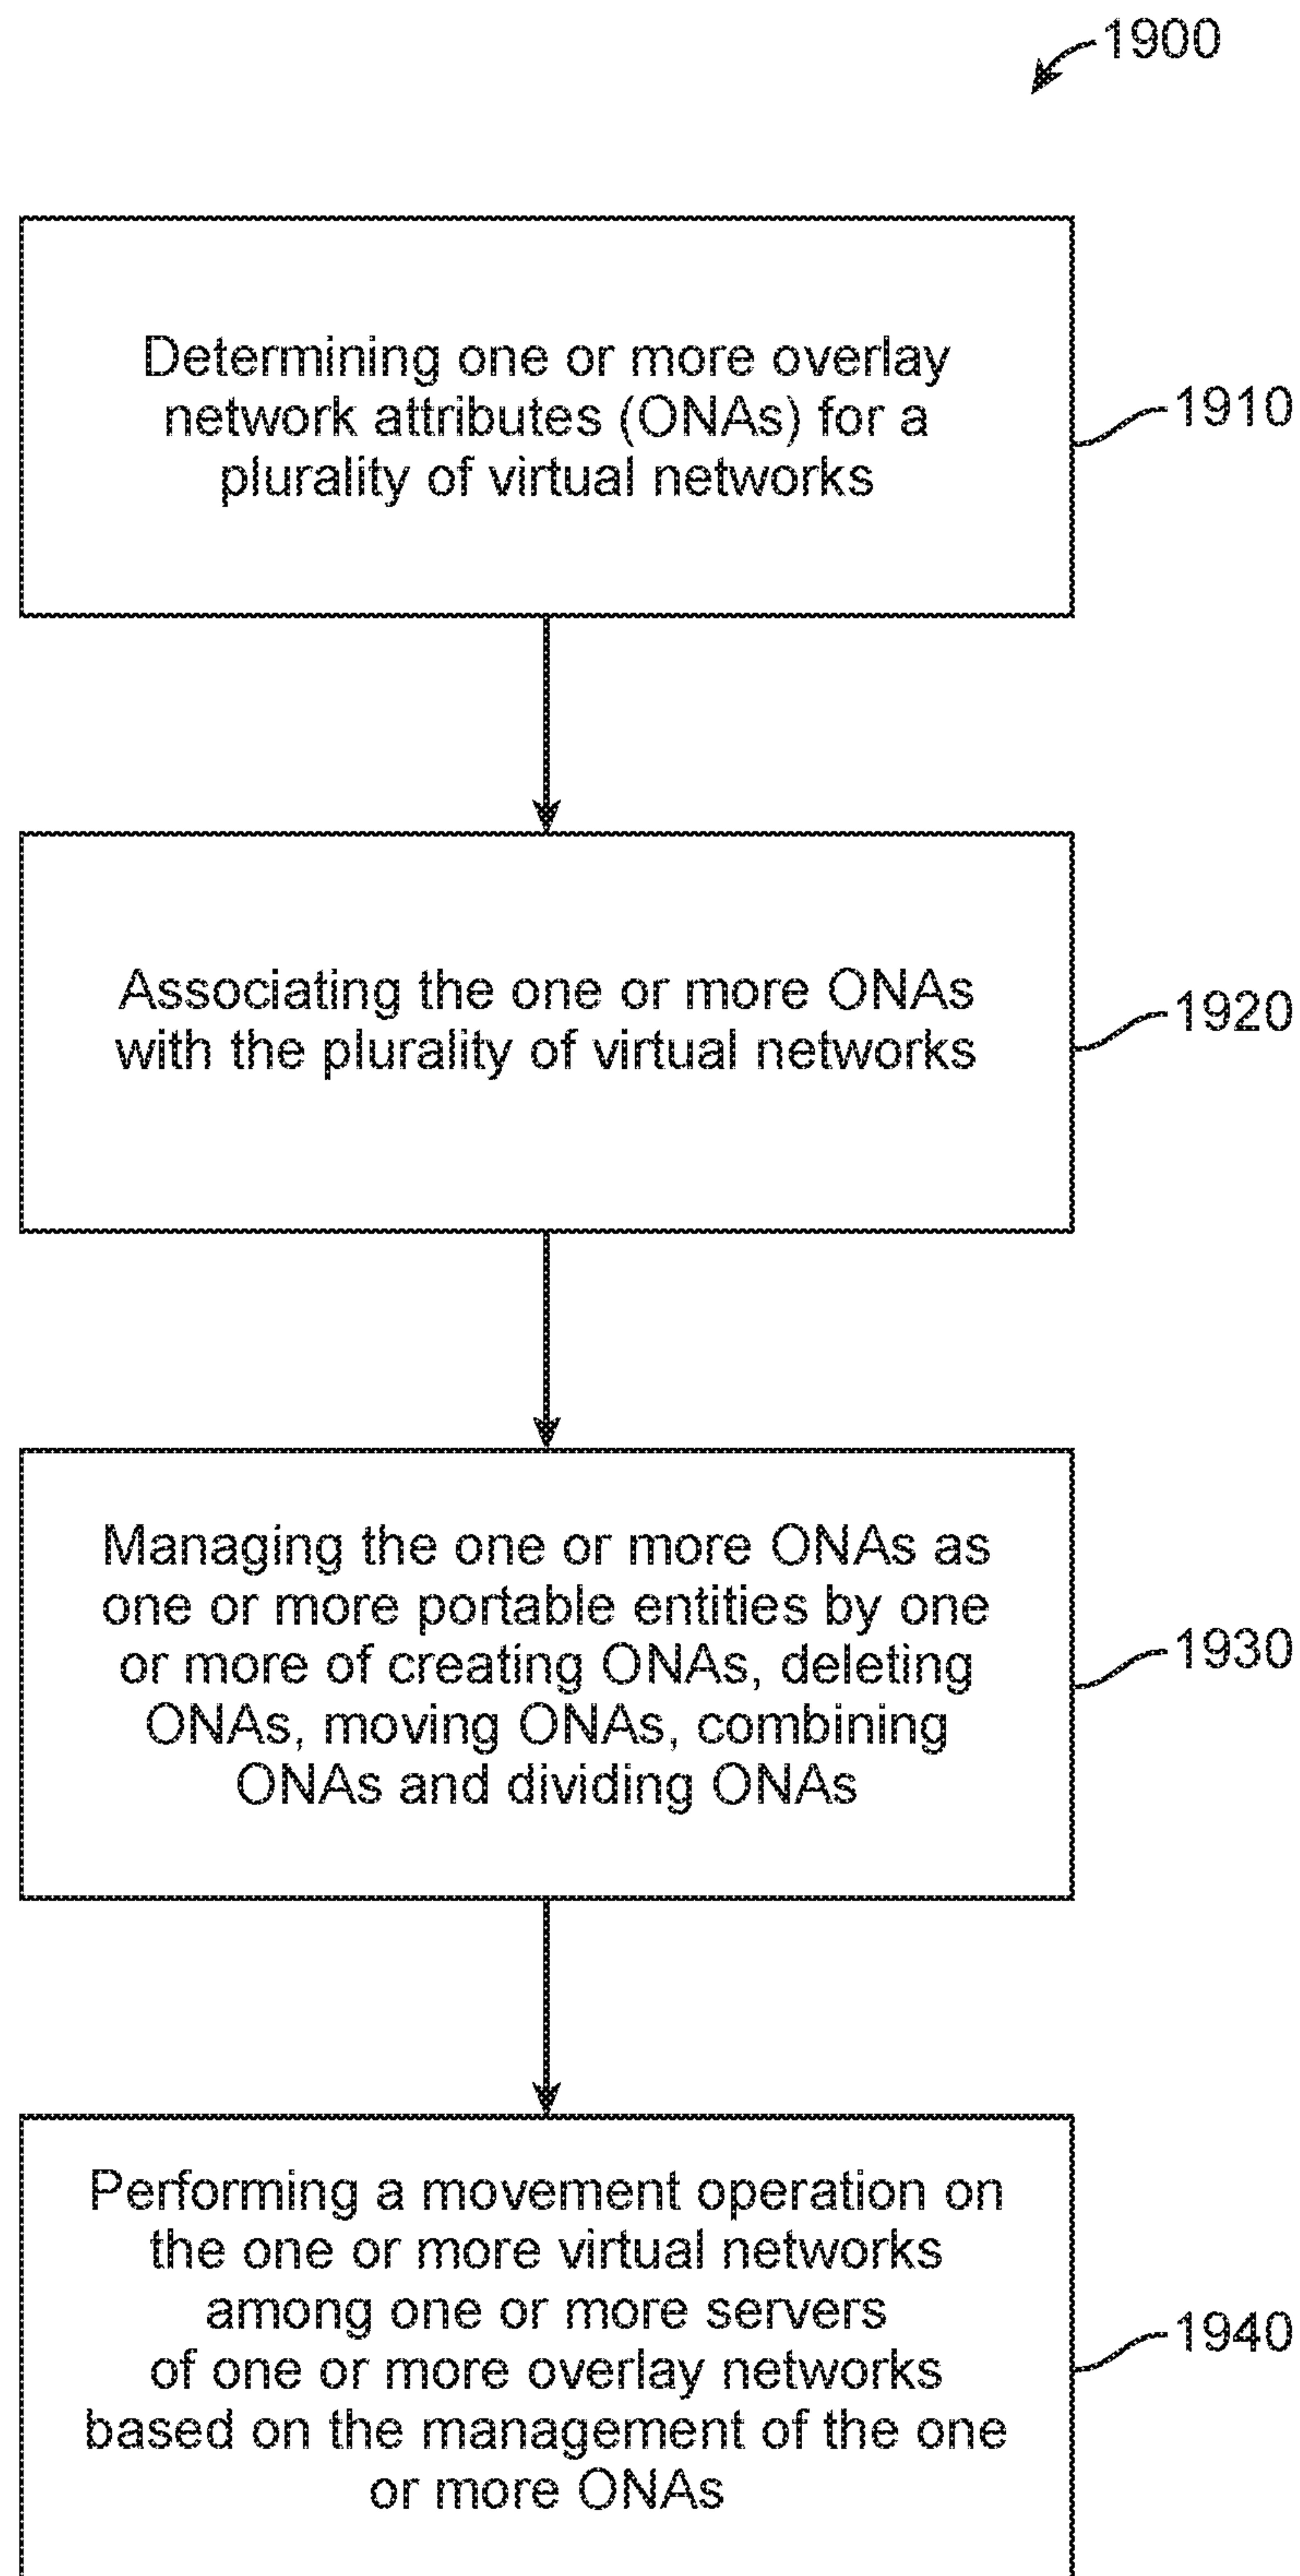 1900
Determining one or more overlay
network attributes (ONAs) for a
plurality of virtual networks
1910
Associating the one or more ONAs
with the plurality of virtual networks
1920
Managing the one or more ONAs as
one or more portable entities by one
or more of creating ONAs, deleting
ONAs, moving ONAs, combining
ONAs and dividing ONAs
1930
Performing a movement operation on
the one or more virtual networks
among one or more servers
of one or more overlay networks
based on the management of the one
or more ONAs
1940